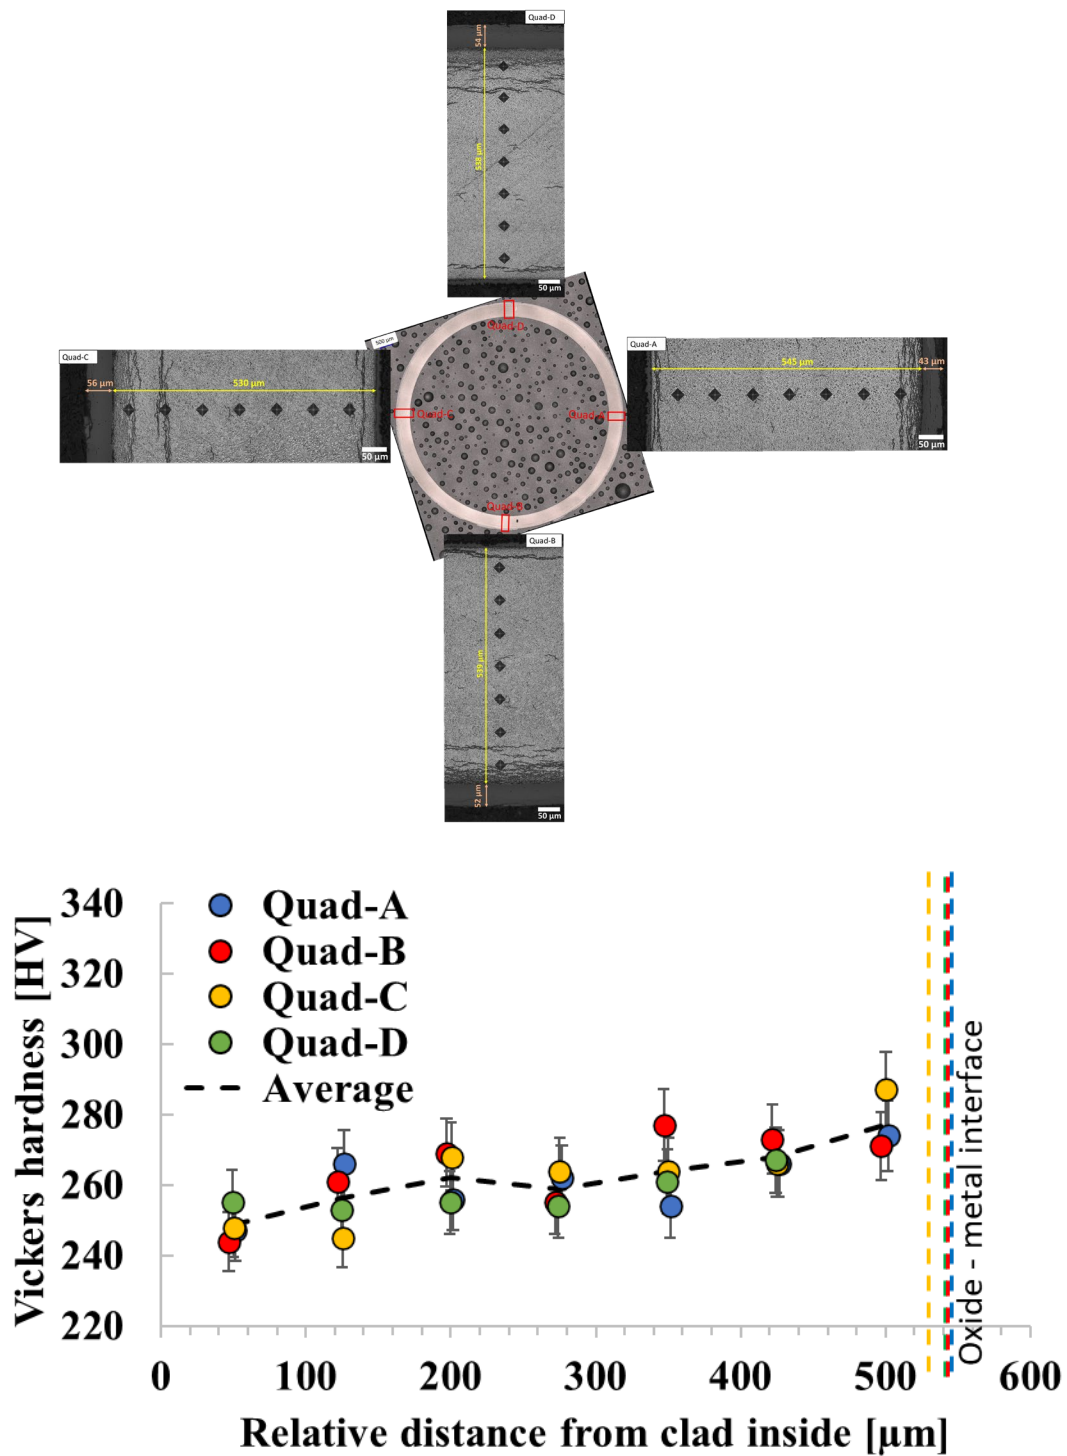 Quad-D
54 µm
538 µm
50 µm
Quad-C
56 µm
530 µm
50 µm
500 µm
Quad-D
Quad-C
Quad-A
Quad-B
Quad-A
545 µm
43 µm
50 µm
Quad-B
539 µm
52 µm
50 µm
Vickers hardness [HV]
340
320
300
280
260
240
220
Quad-A
Quad-B
Quad-C
Quad-D
Average
Oxide - metal interface
0 100 200 300 400 500 600
Relative distance from clad inside [µm]